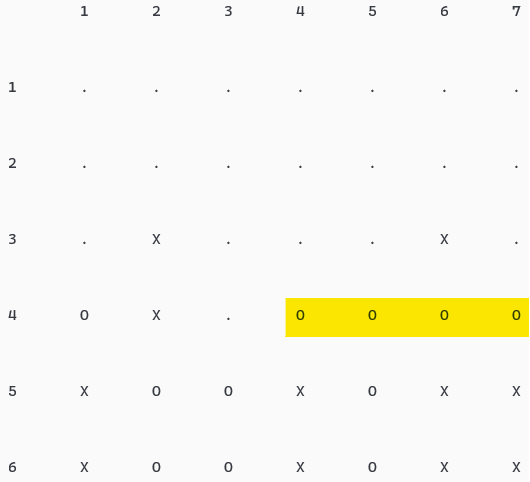 1 2 3 4 5 6 7
1 . . . . . . .
2 . . . . . . .
3 . X . . . X .
4 O X . O O O O
5 X O O X O X X
6 X O O X O X X